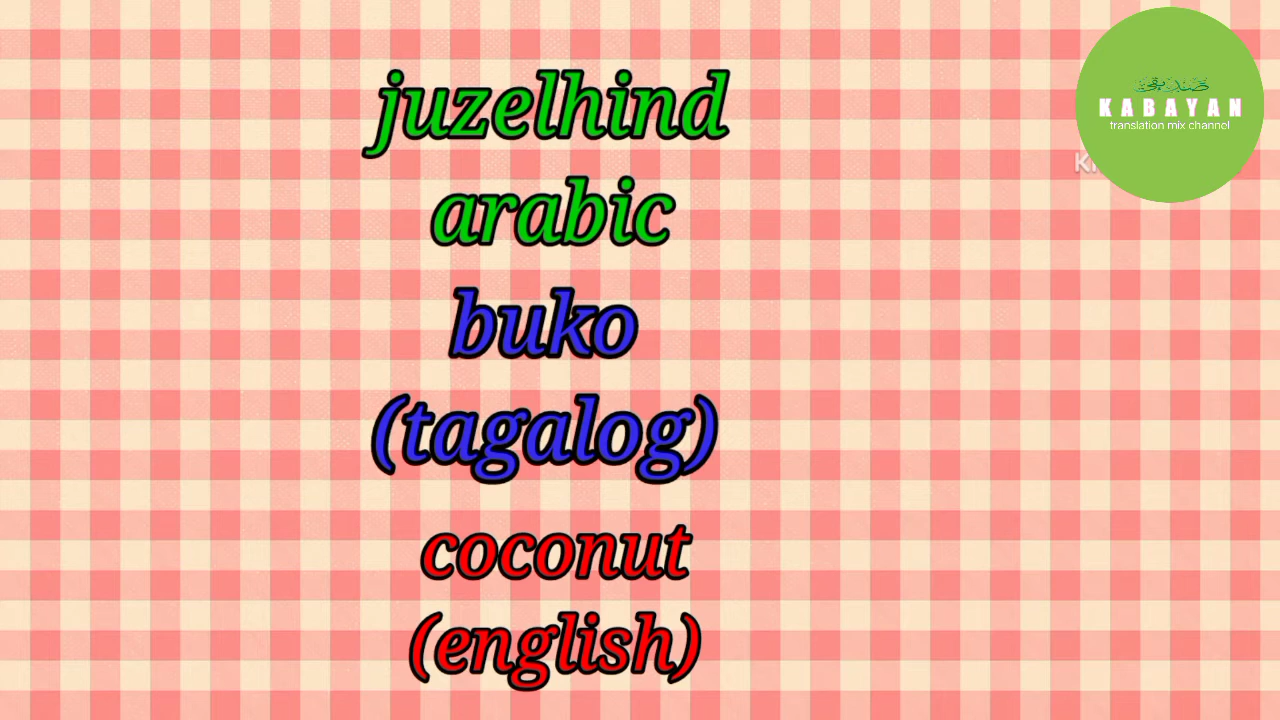 juzelhind
arabic
buko
(tagalog)
coconut
(english)
KABAYAN
translation mix channel